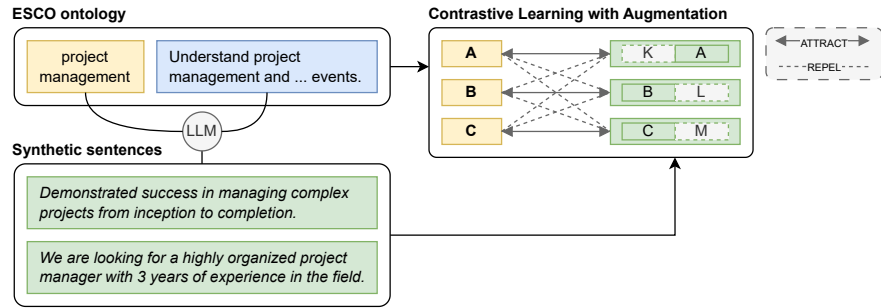 ESCO ontology
project
management
Understand project
management and ... events.
LLM
Synthetic sentences
Demonstrated success in managing complex
projects from inception to completion.
We are looking for a highly organized project
manager with 3 years of experience in the field.
Contrastive Learning with Augmentation
A
K A
B
B L
C
C M
ATTRACT
REPEL